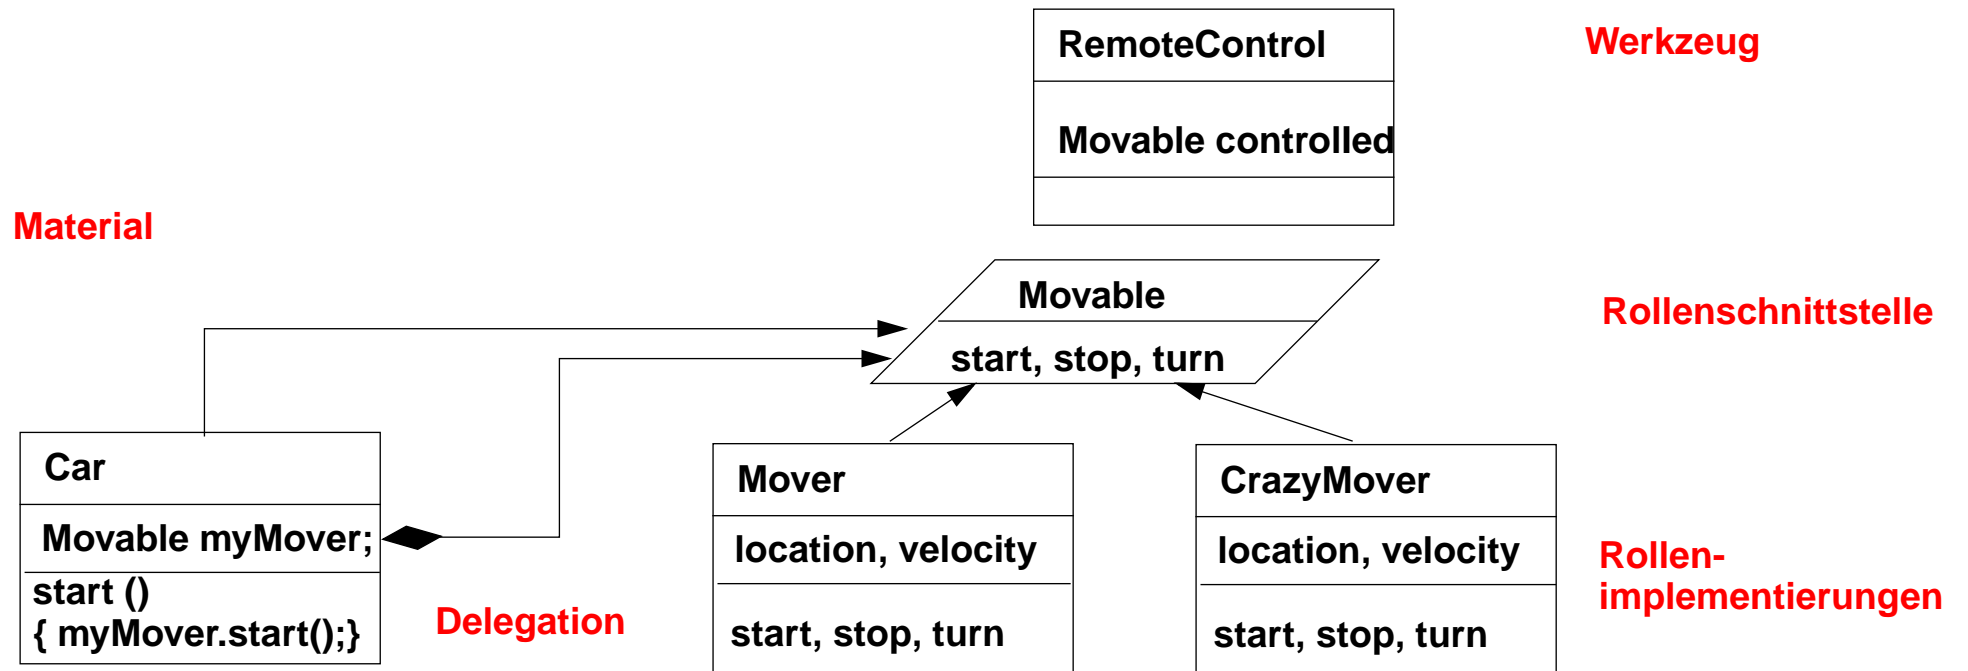 RemoteControl
Werkzeug
Movable controlled
Material
Movable
start, stop, turn
Rollenschnittstelle
Car
Movable myMover;
start ()
{ myMover.start();}
Delegation
Mover
location, velocity
start, stop, turn
CrazyMover
location, velocity
start, stop, turn
Rollen-
implementierungen